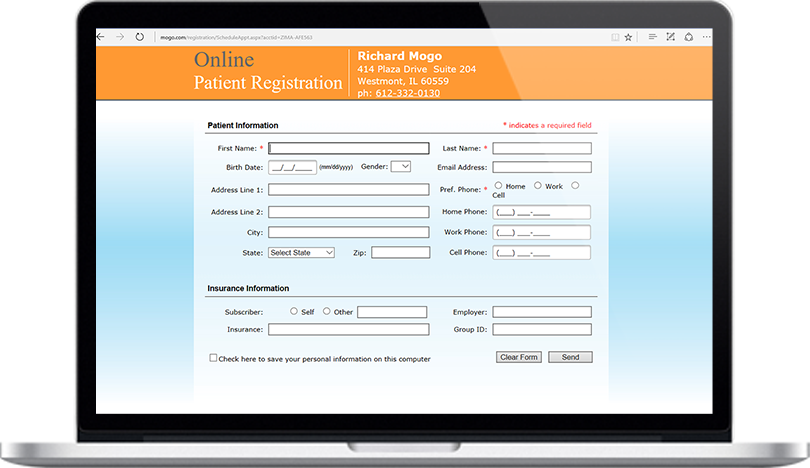 mogo.com/registration/ScheduleAppt.aspx?acctid=ZIMA-AFE563
Online
Patient Registration
Richard Mogo
414 Plaza Drive Suite 204
Westmont, IL 60559
ph: 612-332-0130
Patient Information
* indicates a required field
First Name: *
Last Name: *
Birth Date: __/__/____ (mm/dd/yyyy) Gender:
Email Address:
Address Line 1:
Pref. Phone: * Home Work
Cell
Address Line 2:
Home Phone: (___) ___-____
City:
Work Phone: (___) ___-____
State: Select State Zip:
Cell Phone: (___) ___-____
Insurance Information
Subscriber: Self Other
Employer:
Insurance:
Group ID:
Check here to save your personal information on this computer
Clear Form
Send